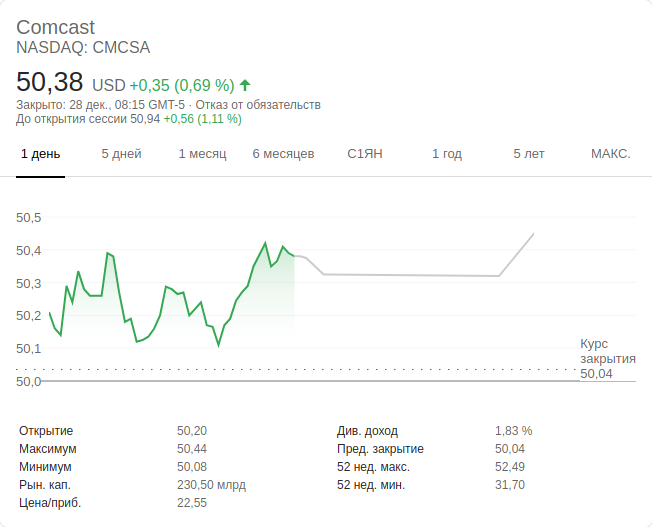 Comcast
NASDAQ: CMCSA
50,38 USD +0,35 (0,69 %)
Закрыто: 28 дек., 08:15 GMT-5 · Отказ от обязательств
До открытия сессии 50,94 +0,56 (1,11 %)
1 день 5 дней 1 месяц 6 месяцев С1ЯН 1 год 5 лет МАКС.
50,5
50,4
50,3
50,2
50,1
50,0
Курс
закрытия
50,04
Открытие 50,20 Див. доход 1,83 %
Максимум 50,44 Пред. закрытие 50,04
Минимум 50,08 52 нед. макс. 52,49
Рын. кап. 230,50 млрд 52 нед. мин. 31,70
Цена/приб. 22,55